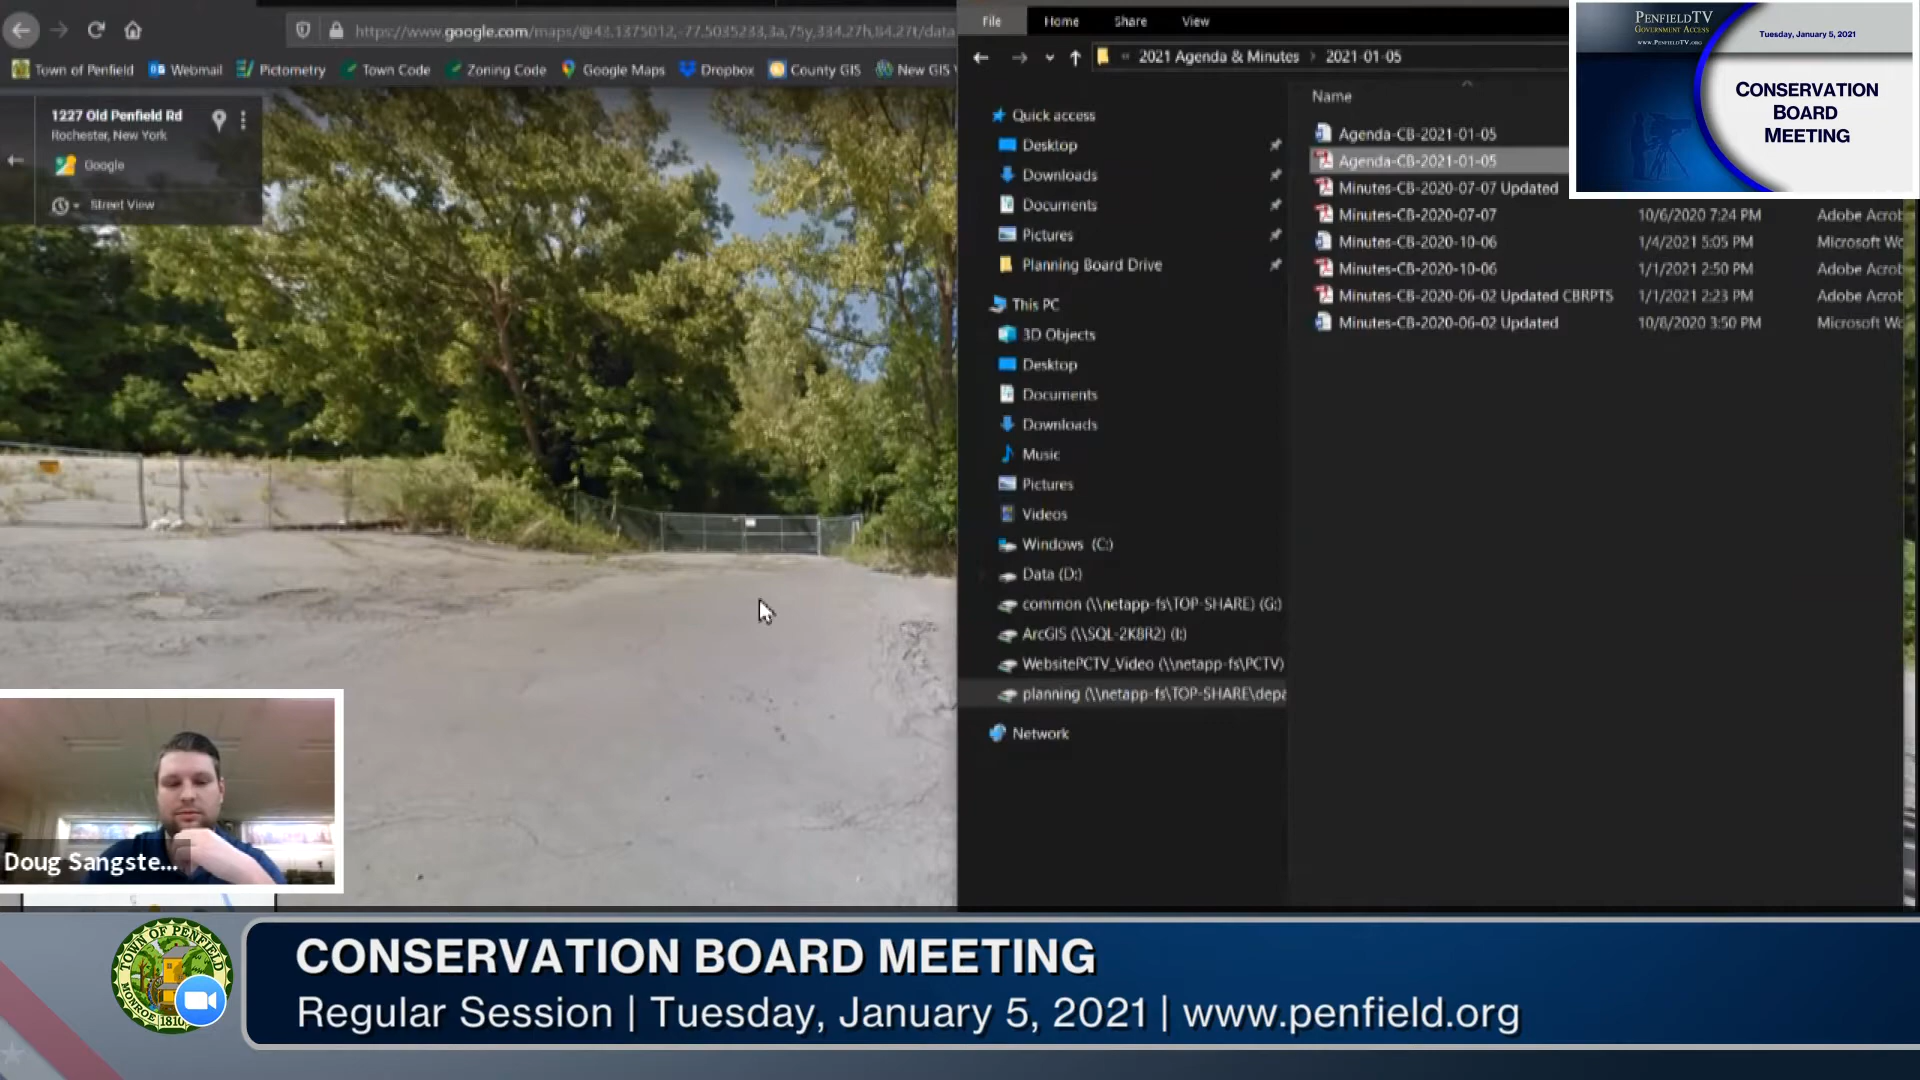 https://www.google.com/maps/@43.1375012,-77.5035233,3a,75y,334.27h,84.27t/data
Town of Penfield
Webmail
Pictometry
Town Code
Zoning Code
Google Maps
Dropbox
County GIS
New GIS
1227 Old Penfield Rd
Rochester, New York
Google
Street View
File
Home
Share
View
2021 Agenda & Minutes
2021-01-05
Quick access
Desktop
Downloads
Documents
Pictures
Planning Board Drive
This PC
3D Objects
Desktop
Documents
Downloads
Music
Pictures
Videos
Windows (C:)
Data (D:)
common (\\netapp-fs\TOP-SHARE) (G:)
ArcGIS (\\SQL-2K8R2) (I:)
WebsitePCTV_Video (\\netapp-fs\PCTV)
planning (\\netapp-fs\TOP-SHARE\depa
Network
Name
Agenda-CB-2021-01-05
Agenda-CB-2021-01-05
Minutes-CB-2020-07-07 Updated
Minutes-CB-2020-07-07 10/6/2020 7:24 PM Adobe Acrob
Minutes-CB-2020-10-06 1/4/2021 5:05 PM Microsoft Wo
Minutes-CB-2020-10-06 1/1/2021 2:50 PM Adobe Acrob
Minutes-CB-2020-06-02 Updated CBRPTS 1/1/2021 2:23 PM Adobe Acrob
Minutes-CB-2020-06-02 Updated 10/8/2020 3:50 PM Microsoft Wo
PENFIELDTV
GOVERNMENT ACCESS
WWW.PENFIELDTV.ORG
Tuesday, January 5, 2021
CONSERVATION
BOARD
MEETING
Doug Sangste...
TOWN OF PENFIELD
MONROE
1810
CONSERVATION BOARD MEETING
Regular Session | Tuesday, January 5, 2021 | www.penfield.org